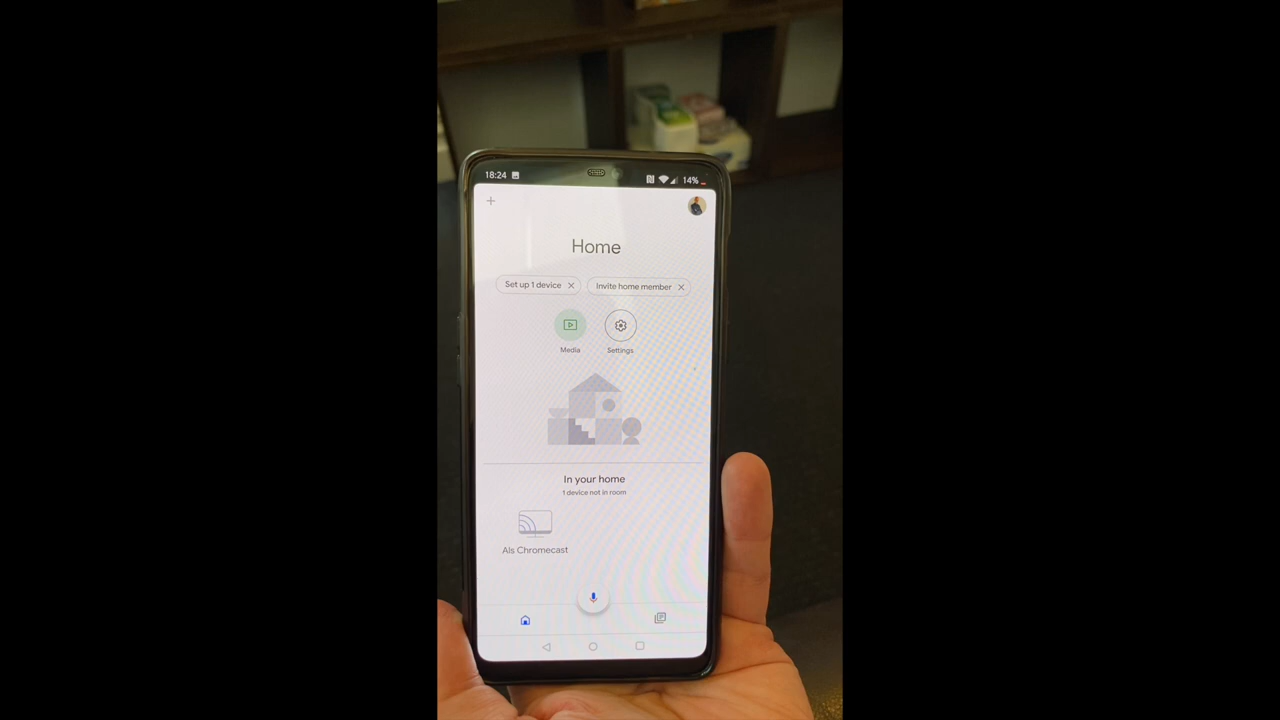 18:24 14%
Home
Set up 1 device Invite home member
Media Settings
In your home
1 device not in room
Als Chromecast